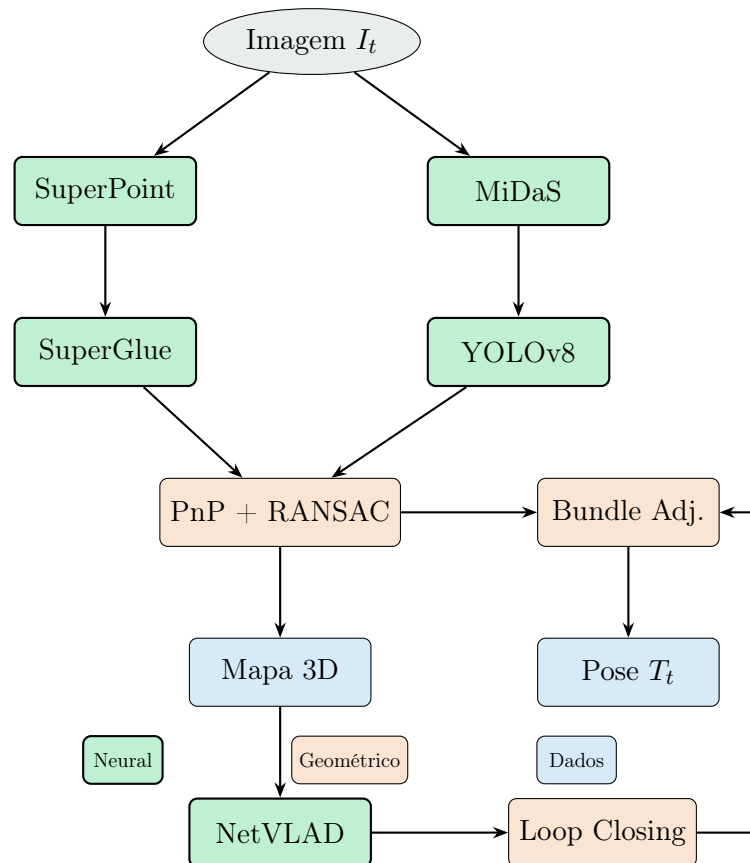 Imagem I_t
SuperPoint
MiDaS
SuperGlue
YOLOv8
PnP + RANSAC
Bundle Adj.
Mapa 3D
Pose T_t
Neural
Geométrico
Dados
NetVLAD
Loop Closing